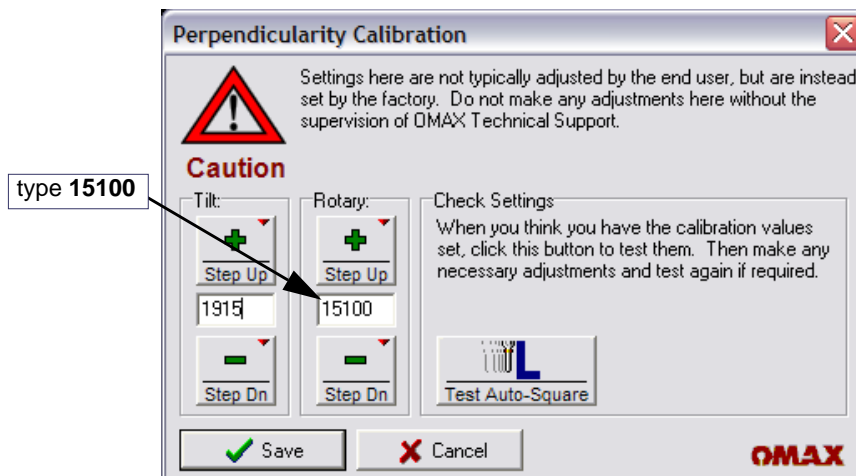 Perpendicularity Calibration
Settings here are not typically adjusted by the end user, but are instead
set by the factory. Do not make any adjustments here without the
supervision of OMAX Technical Support.
Caution
type 15100
Tilt:
Step Up
1915
Step Dn
Rotary:
Step Up
15100
Step Dn
Check Settings
When you think you have the calibration values
set, click this button to test them. Then make any
necessary adjustments and test again if required.
Test Auto-Square
Save
Cancel
OMAX